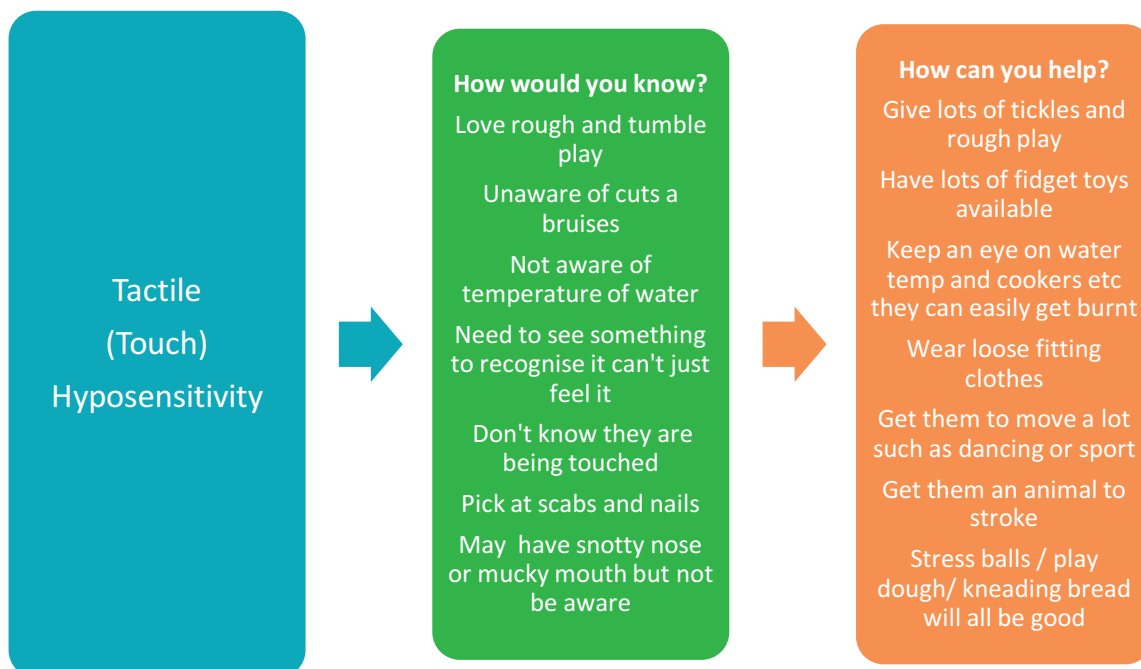 Tactile
(Touch)
Hyposensitivity
How would you know?
Love rough and tumble
play
Unaware of cuts a
bruises
Not aware of
temperature of water
Need to see something
to recognise it can't just
feel it
Don't know they are
being touched
Pick at scabs and nails
May  have snotty nose
or mucky mouth but not
be aware
How can you help?
Give lots of tickles and
rough play
Have lots of fidget toys
available
Keep an eye on water
temp and cookers etc
they can easily get burnt
Wear loose fitting
clothes
Get them to move a lot
such as dancing or sport
Get them an animal to
stroke
Stress balls / play
dough/ kneading bread
will all be good